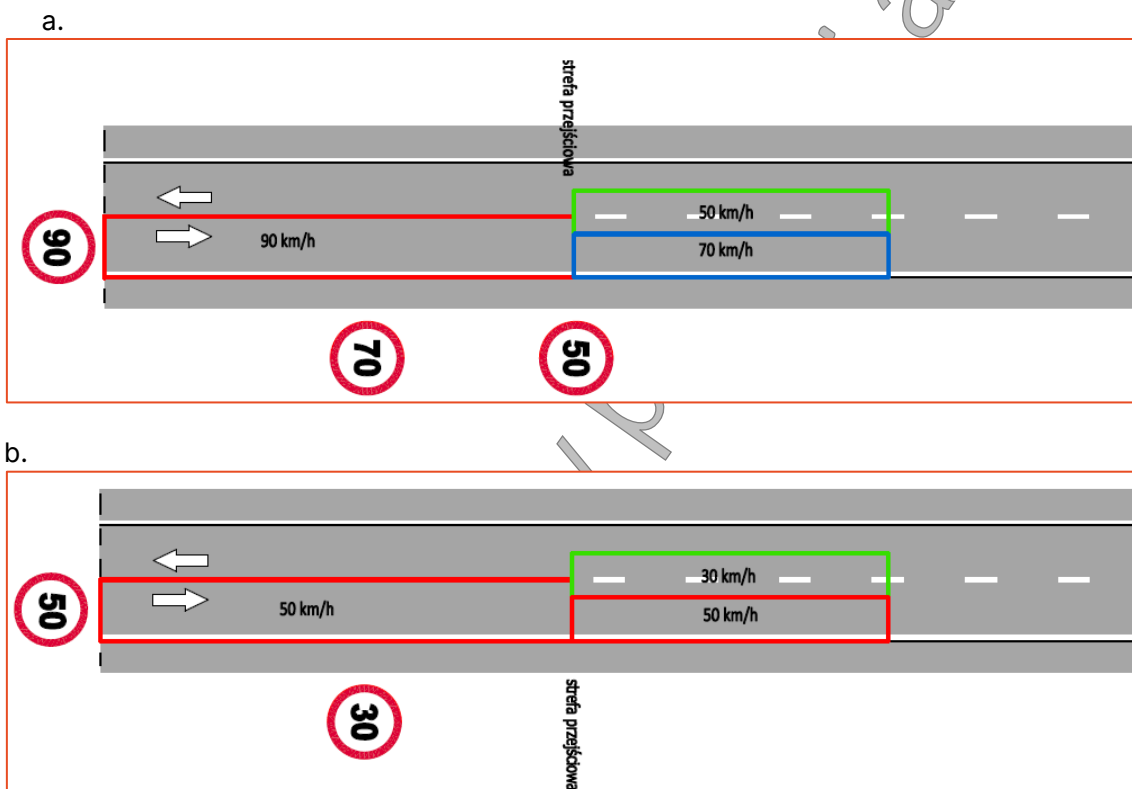 a.
strefa przejściowa
50 km/h
90
90 km/h
70 km/h
70
50
b.
30 km/h
50
50 km/h
50 km/h
30
strefa przejściowa